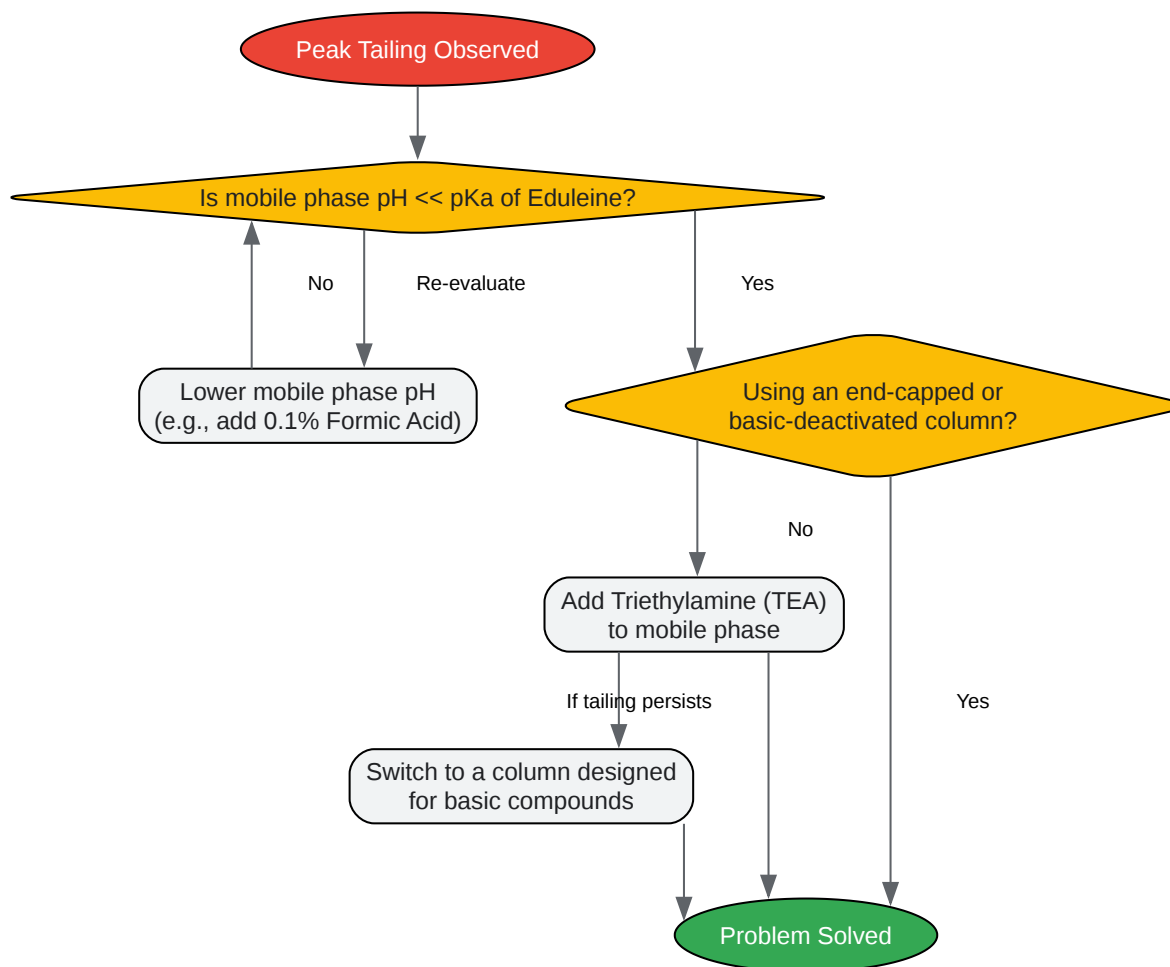 Peak Tailing Observed
Is mobile phase pH << pKa of Eduleine?
No
Re-evaluate
Yes
Lower mobile phase pH
(e.g., add 0.1% Formic Acid)
Using an end-capped or
basic-deactivated column?
No
Add Triethylamine (TEA)
to mobile phase
If tailing persists
Yes
Switch to a column designed
for basic compounds
Problem Solved